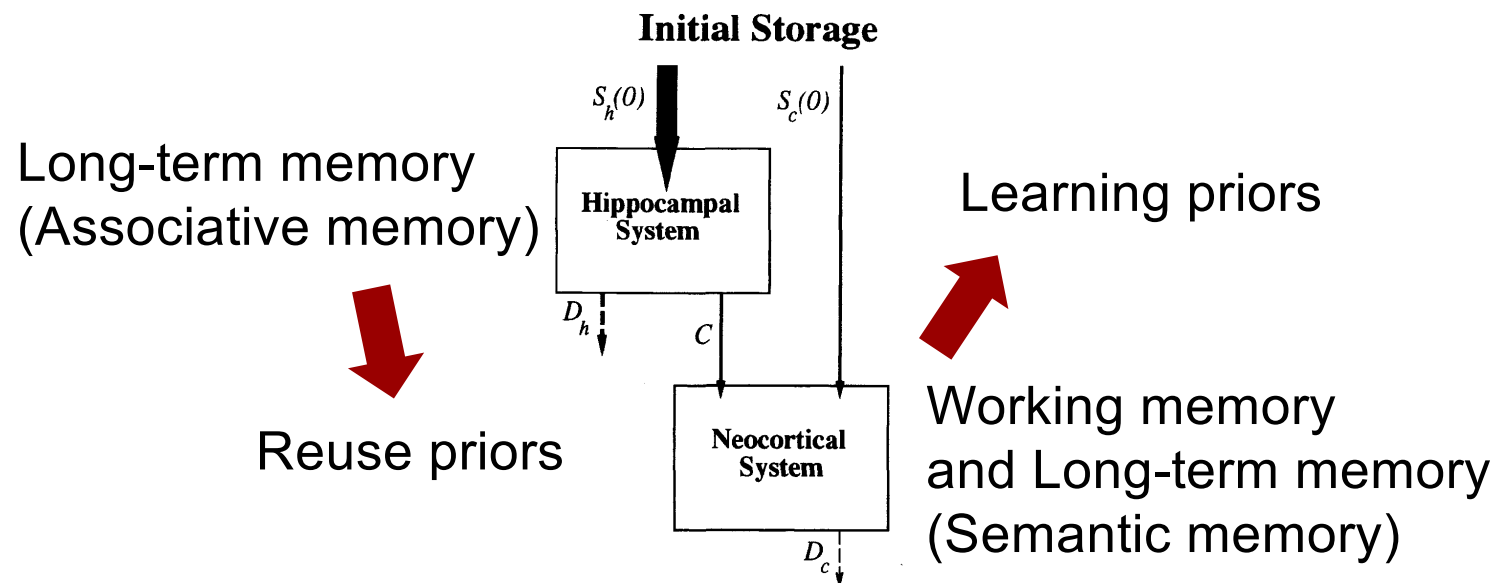 Initial Storage
S_h(0)
S_c(0)
Long-term memory
(Associative memory)
Hippocampal
System
Learning priors
D_h
C
Reuse priors
Neocortical
System
Working memory
and Long-term memory
(Semantic memory)
D_c